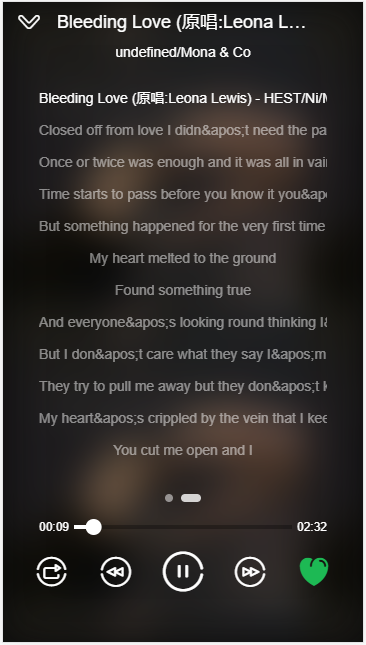 Bleeding Love (原唱:Leona L...
undefined/Mona & Co
Bleeding Love (原唱:Leona Lewis) - HEST/Ni/
Closed off from love I didn&apos;t need the pa
Once or twice was enough and it was all in vai
Time starts to pass before you know it you&apo
But something happened for the very first time
My heart melted to the ground
Found something true
And everyone&apos;s looking round thinking I&
But I don&apos;t care what they say I&apos;m
They try to pull me away but they don&apos;t
My heart&apos;s crippled by the vein that I kee
You cut me open and I
00:09
02:32